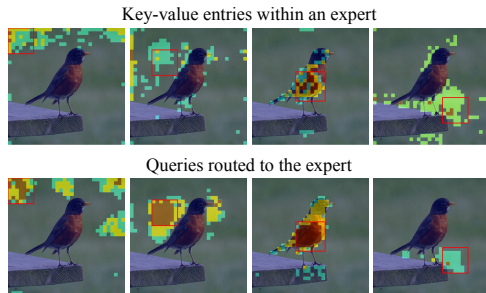 Key-value entries within an expert
Queries routed to the expert